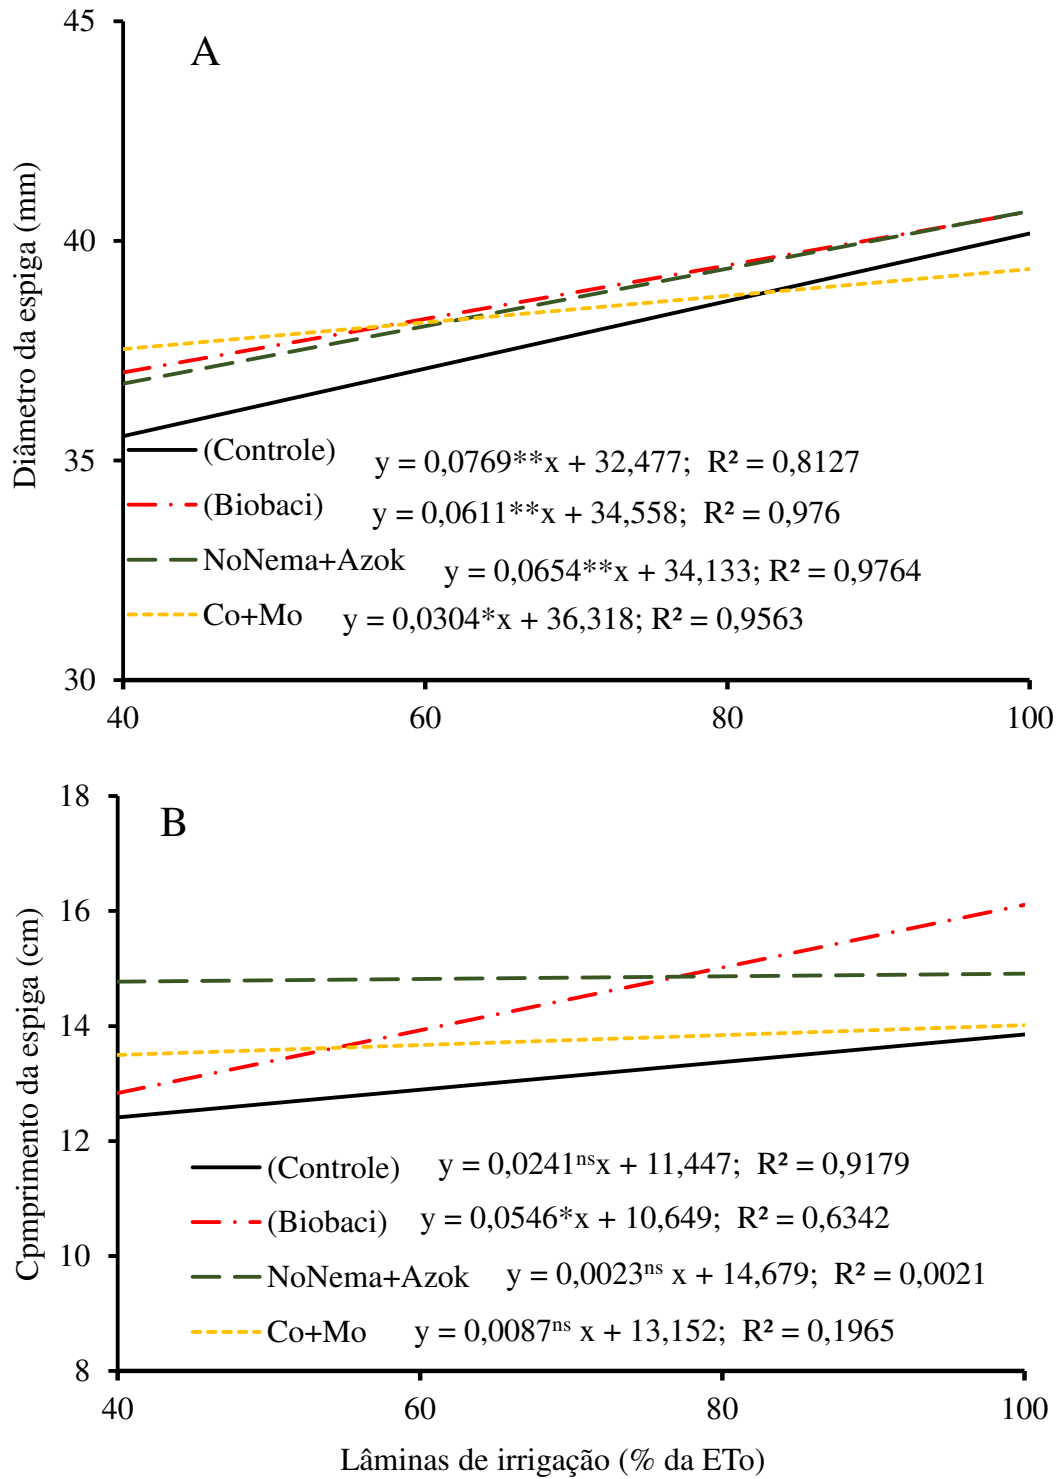 A
45
40
35
30
Diâmetro da espiga (mm)
(Controle) y = 0,0769**x + 32,477; R² = 0,8127
(Biobaci) y = 0,0611**x + 34,558; R² = 0,976
NoNema+Azok y = 0,0654**x + 34,133; R² = 0,9764
Co+Mo y = 0,0304*x + 36,318; R² = 0,9563
40 60 80 100
B
18
16
14
12
10
8
Cpmprimento da espiga (cm)
(Controle) y = 0,0241ⁿˢx + 11,447; R² = 0,9179
(Biobaci) y = 0,0546*x + 10,649; R² = 0,6342
NoNema+Azok y = 0,0023ⁿˢ x + 14,679; R² = 0,0021
Co+Mo y = 0,0087ⁿˢ x + 13,152; R² = 0,1965
40 60 80 100
Lâminas de irrigação (% da ETo)